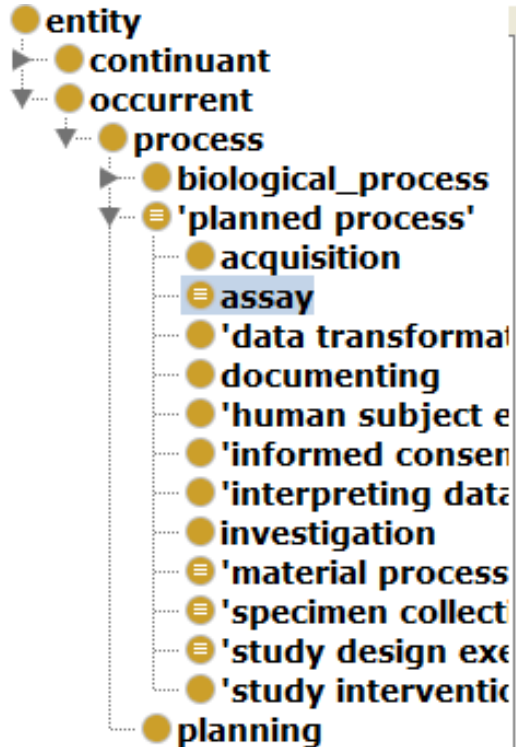 entity
continuant
occurrent
process
biological_process
'planned process'
acquisition
assay
'data transformat
documenting
'human subject e
'informed consen
'interpreting data
investigation
'material process
'specimen collecti
'study design exe
'study interventio
planning